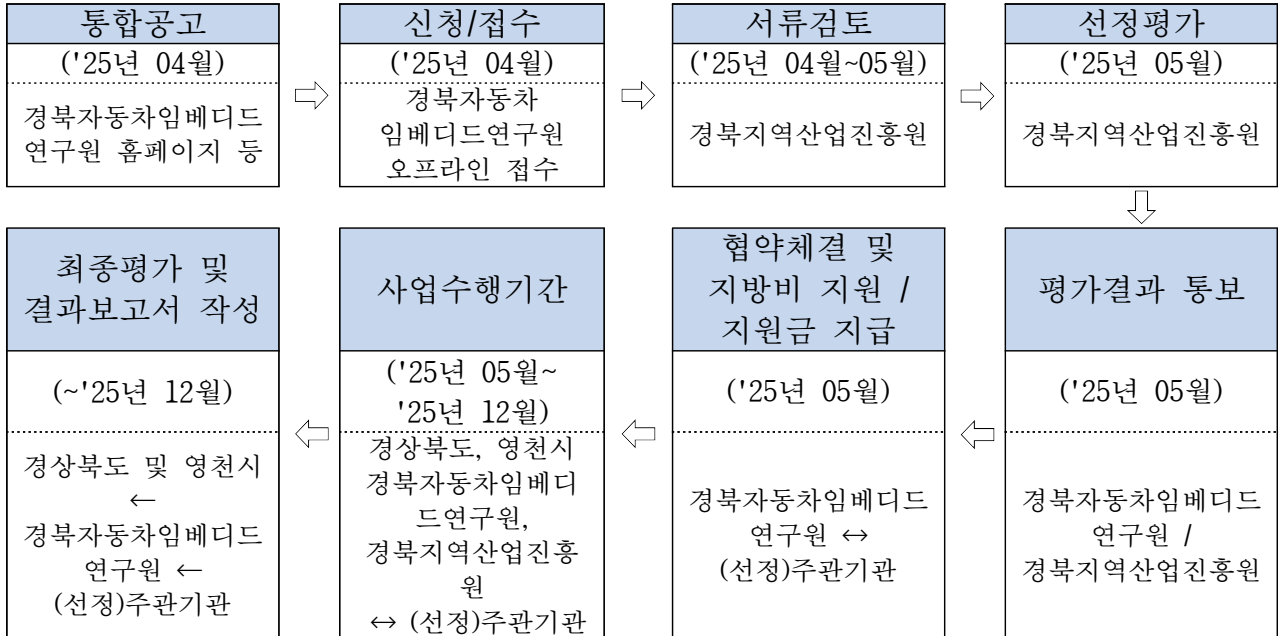 통합공고
('25년 04월)
경북자동차임베디드
연구원 홈페이지 등
신청/접수
('25년 04월)
경북자동차
임베디드연구원
오프라인 접수
서류검토
('25년 04월~05월)
경북지역산업진흥원
선정평가
('25년 05월)
경북지역산업진흥원
평가결과 통보
('25년 05월)
경북자동차임베디드
연구원 /
경북지역산업진흥원
협약체결 및
지방비 지원 /
지원금 지급
('25년 05월)
경북자동차임베디드
연구원 ↔
(선정)주관기관
사업수행기간
('25년 05월~
'25년 12월)
경상북도, 영천시
경북자동차임베디
드연구원,
경북지역산업진흥
원
↔ (선정)주관기관
최종평가 및
결과보고서 작성
(~'25년 12월)
경상북도 및 영천시
←
경북자동차임베디드
연구원 ←
(선정)주관기관